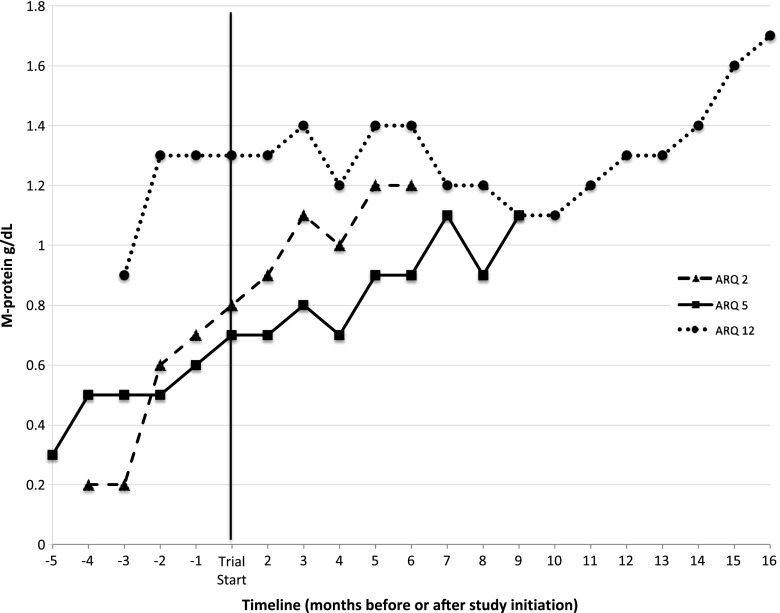 1.8
1.6
1.4
1.2
1
0.8
0.6
0.4
0.2
0
M-protein g/dL
ARQ 2
ARQ 5
ARQ 12
-5 -4 -3 -2 -1 Trial 2 3 4 5 6 7 8 9 10 11 12 13 14 15 16
Start
Timeline (months before or after study initiation)